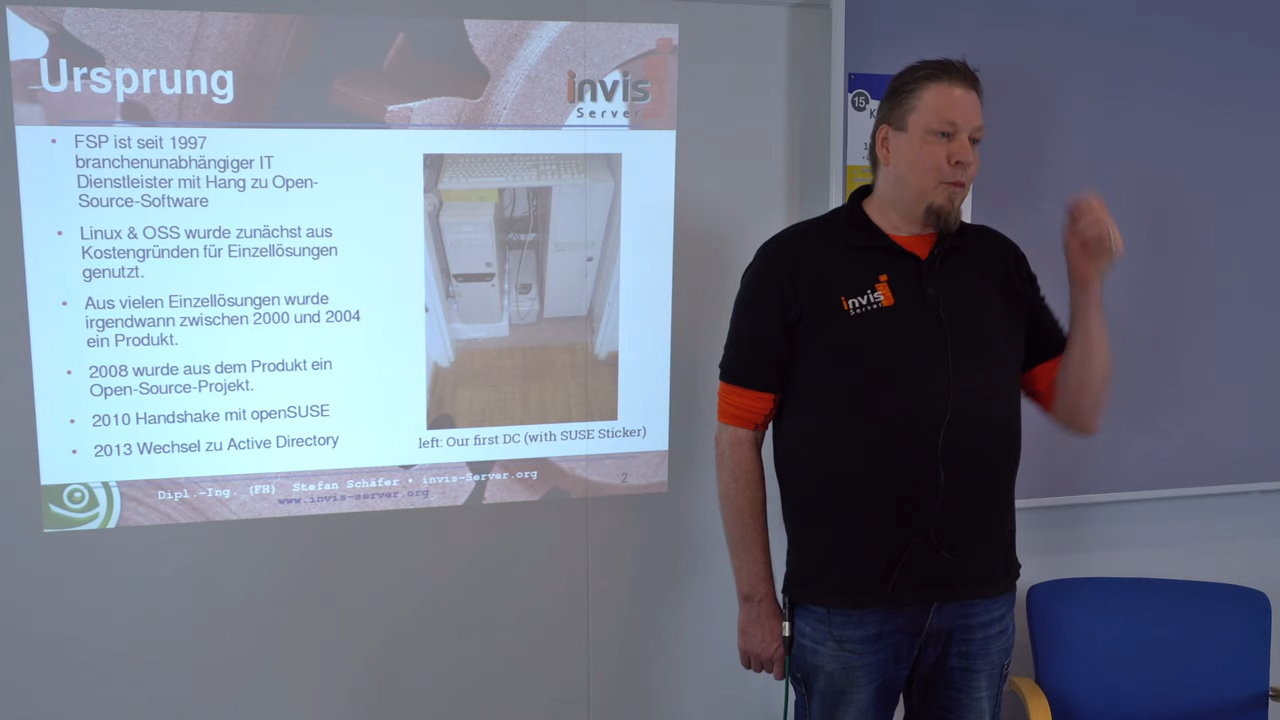 Ursprung
invis
Server
FSP ist seit 1997
branchenunabhängiger IT
Dienstleister mit Hang zu Open-
Source-Software
Linux & OSS wurde zunächst aus
Kostengründen für Einzellösungen
genutzt.
Aus vielen Einzellösungen wurde
irgendwann zwischen 2000 und 2004
ein Produkt.
2008 wurde aus dem Produkt ein
Open-Source-Projekt.
2010 Handshake mit openSUSE
2013 Wechsel zu Active Directory
left: Our first DC (with SUSE Sticker)
Dipl.-Ing. (FH) Stefan Schäfer • invis-Server.org
www.invis-server.org
2
15.
K
invis
Server